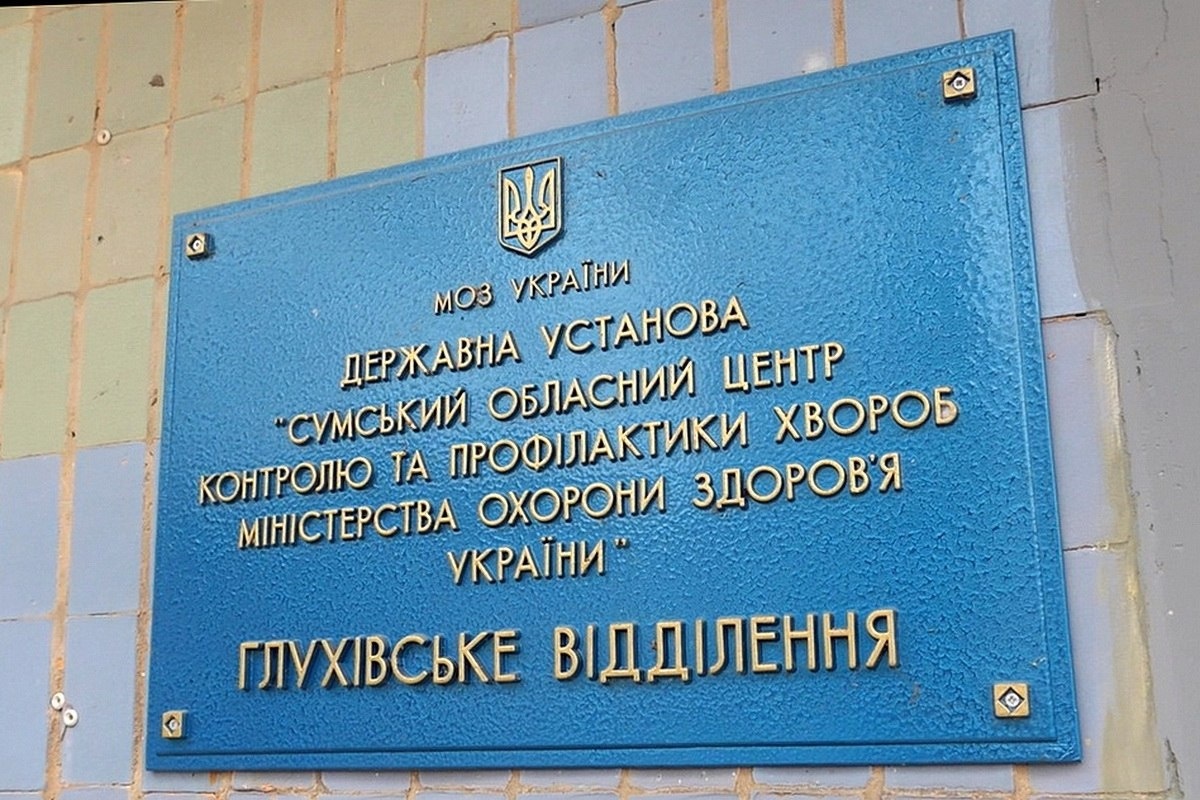 МОЗ УКРАЇНИ
ДЕРЖАВНА УСТАНОВА
"СУМСЬКИЙ ОБЛАСНИЙ ЦЕНТР
КОНТРОЛЮ ТА ПРОФІЛАКТИКИ ХВОРОБ
МІНІСТЕРСТВА ОХОРОНИ ЗДОРОВ'Я
УКРАЇНИ"
ГЛУХІВСЬКЕ ВІДДІЛЕННЯ